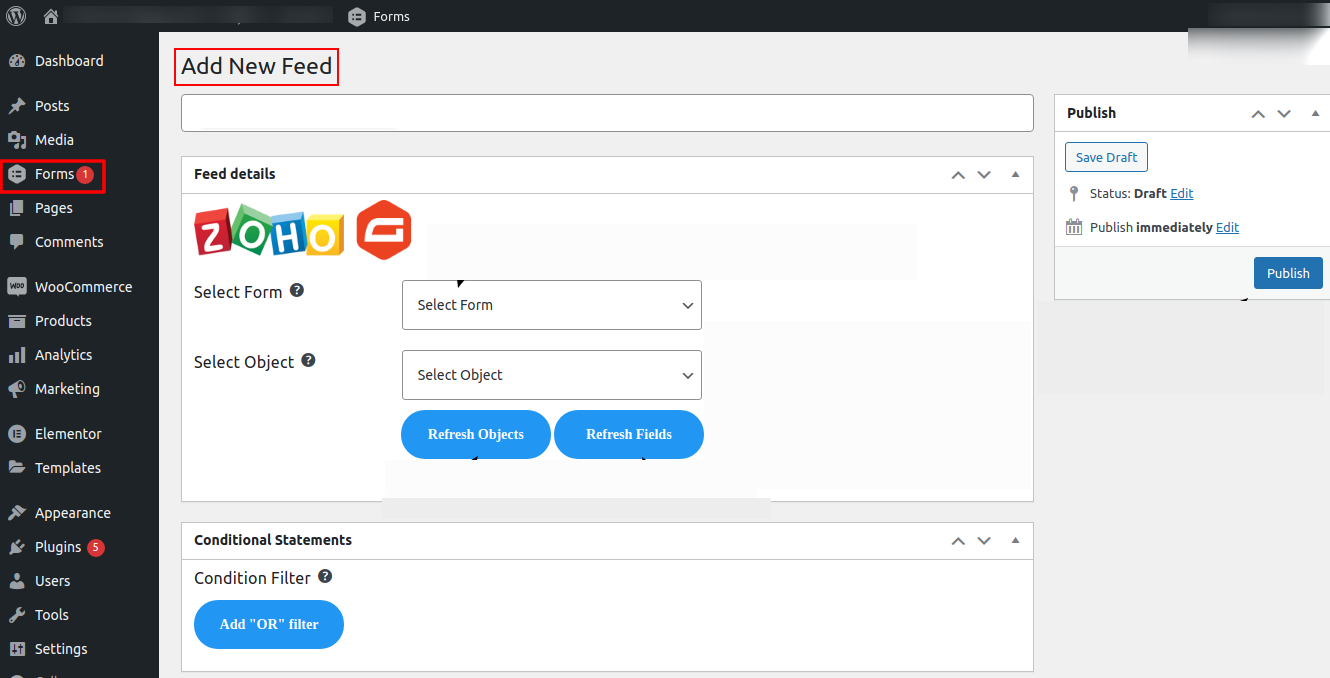 Forms
Dashboard
Posts
Media
Forms 1
Pages
Comments
WooCommerce
Products
Analytics
Marketing
Elementor
Templates
Appearance
Plugins 5
Users
Tools
Settings
Add New Feed
Feed details
ZOHO
Select Form
Select Form
Select Object
Select Object
Refresh Objects Refresh Fields
Conditional Statements
Condition Filter
Add "OR" filter
Publish
Save Draft
Status: Draft Edit
Publish immediately Edit
Publish